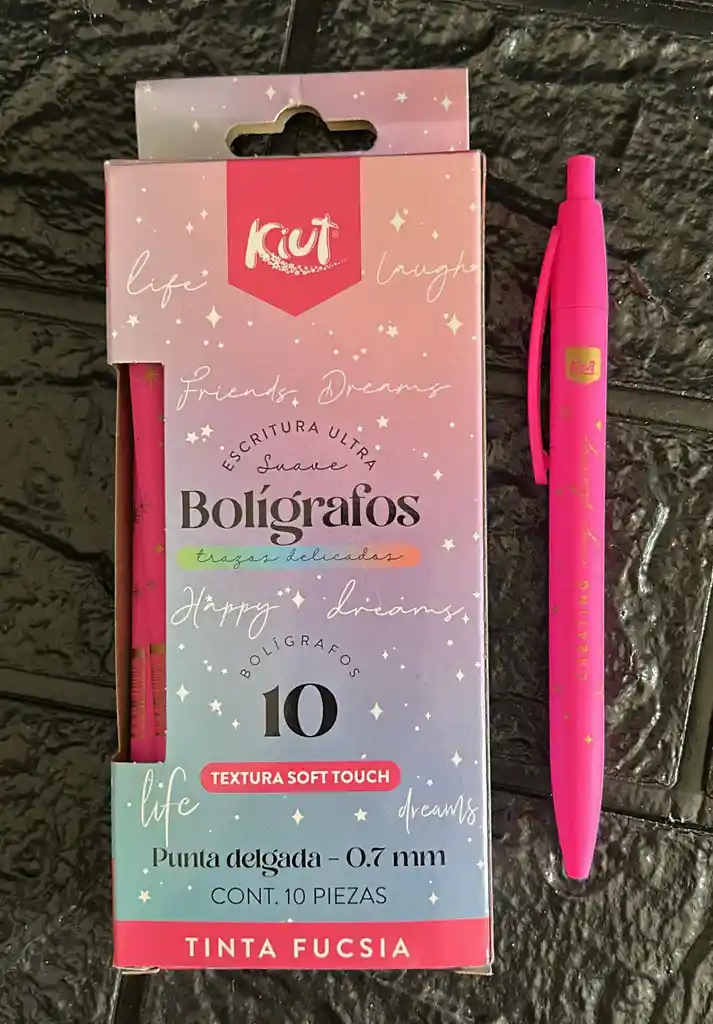 Kiut
life
laugh
Friends Dreams
ESCRITURA ULTRA
Suave
Bolígrafos
trazos delicados
Happy dreams
BOLÍGRAFOS
10
TEXTURA SOFT TOUCH
life
dreams
Punta delgada - 0.7 mm
CONT. 10 PIEZAS
TINTA FUCSIA
Kiut
CREATING